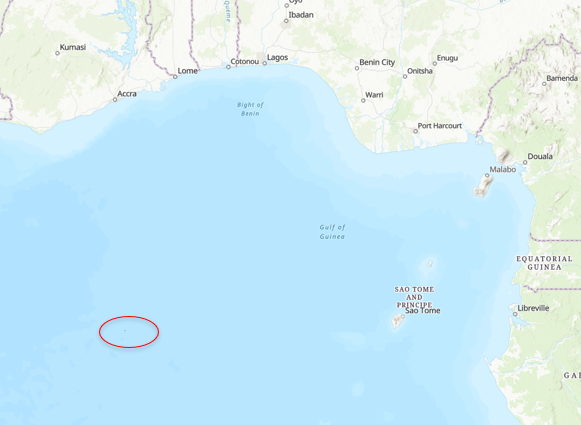 Oyo
Ibadan
Kumasi
Cotonou
Lagos
Lome
Benin City
Enugu
Onitsha
Bamenda
Accra
Bight of
Benin
Warri
Port Harcourt
Douala
Malabo
Gulf of
Guinea
EQUATORIAL
GUINEA
SAO TOME
AND
PRINCIPE
Sao Tome
Libreville
GA